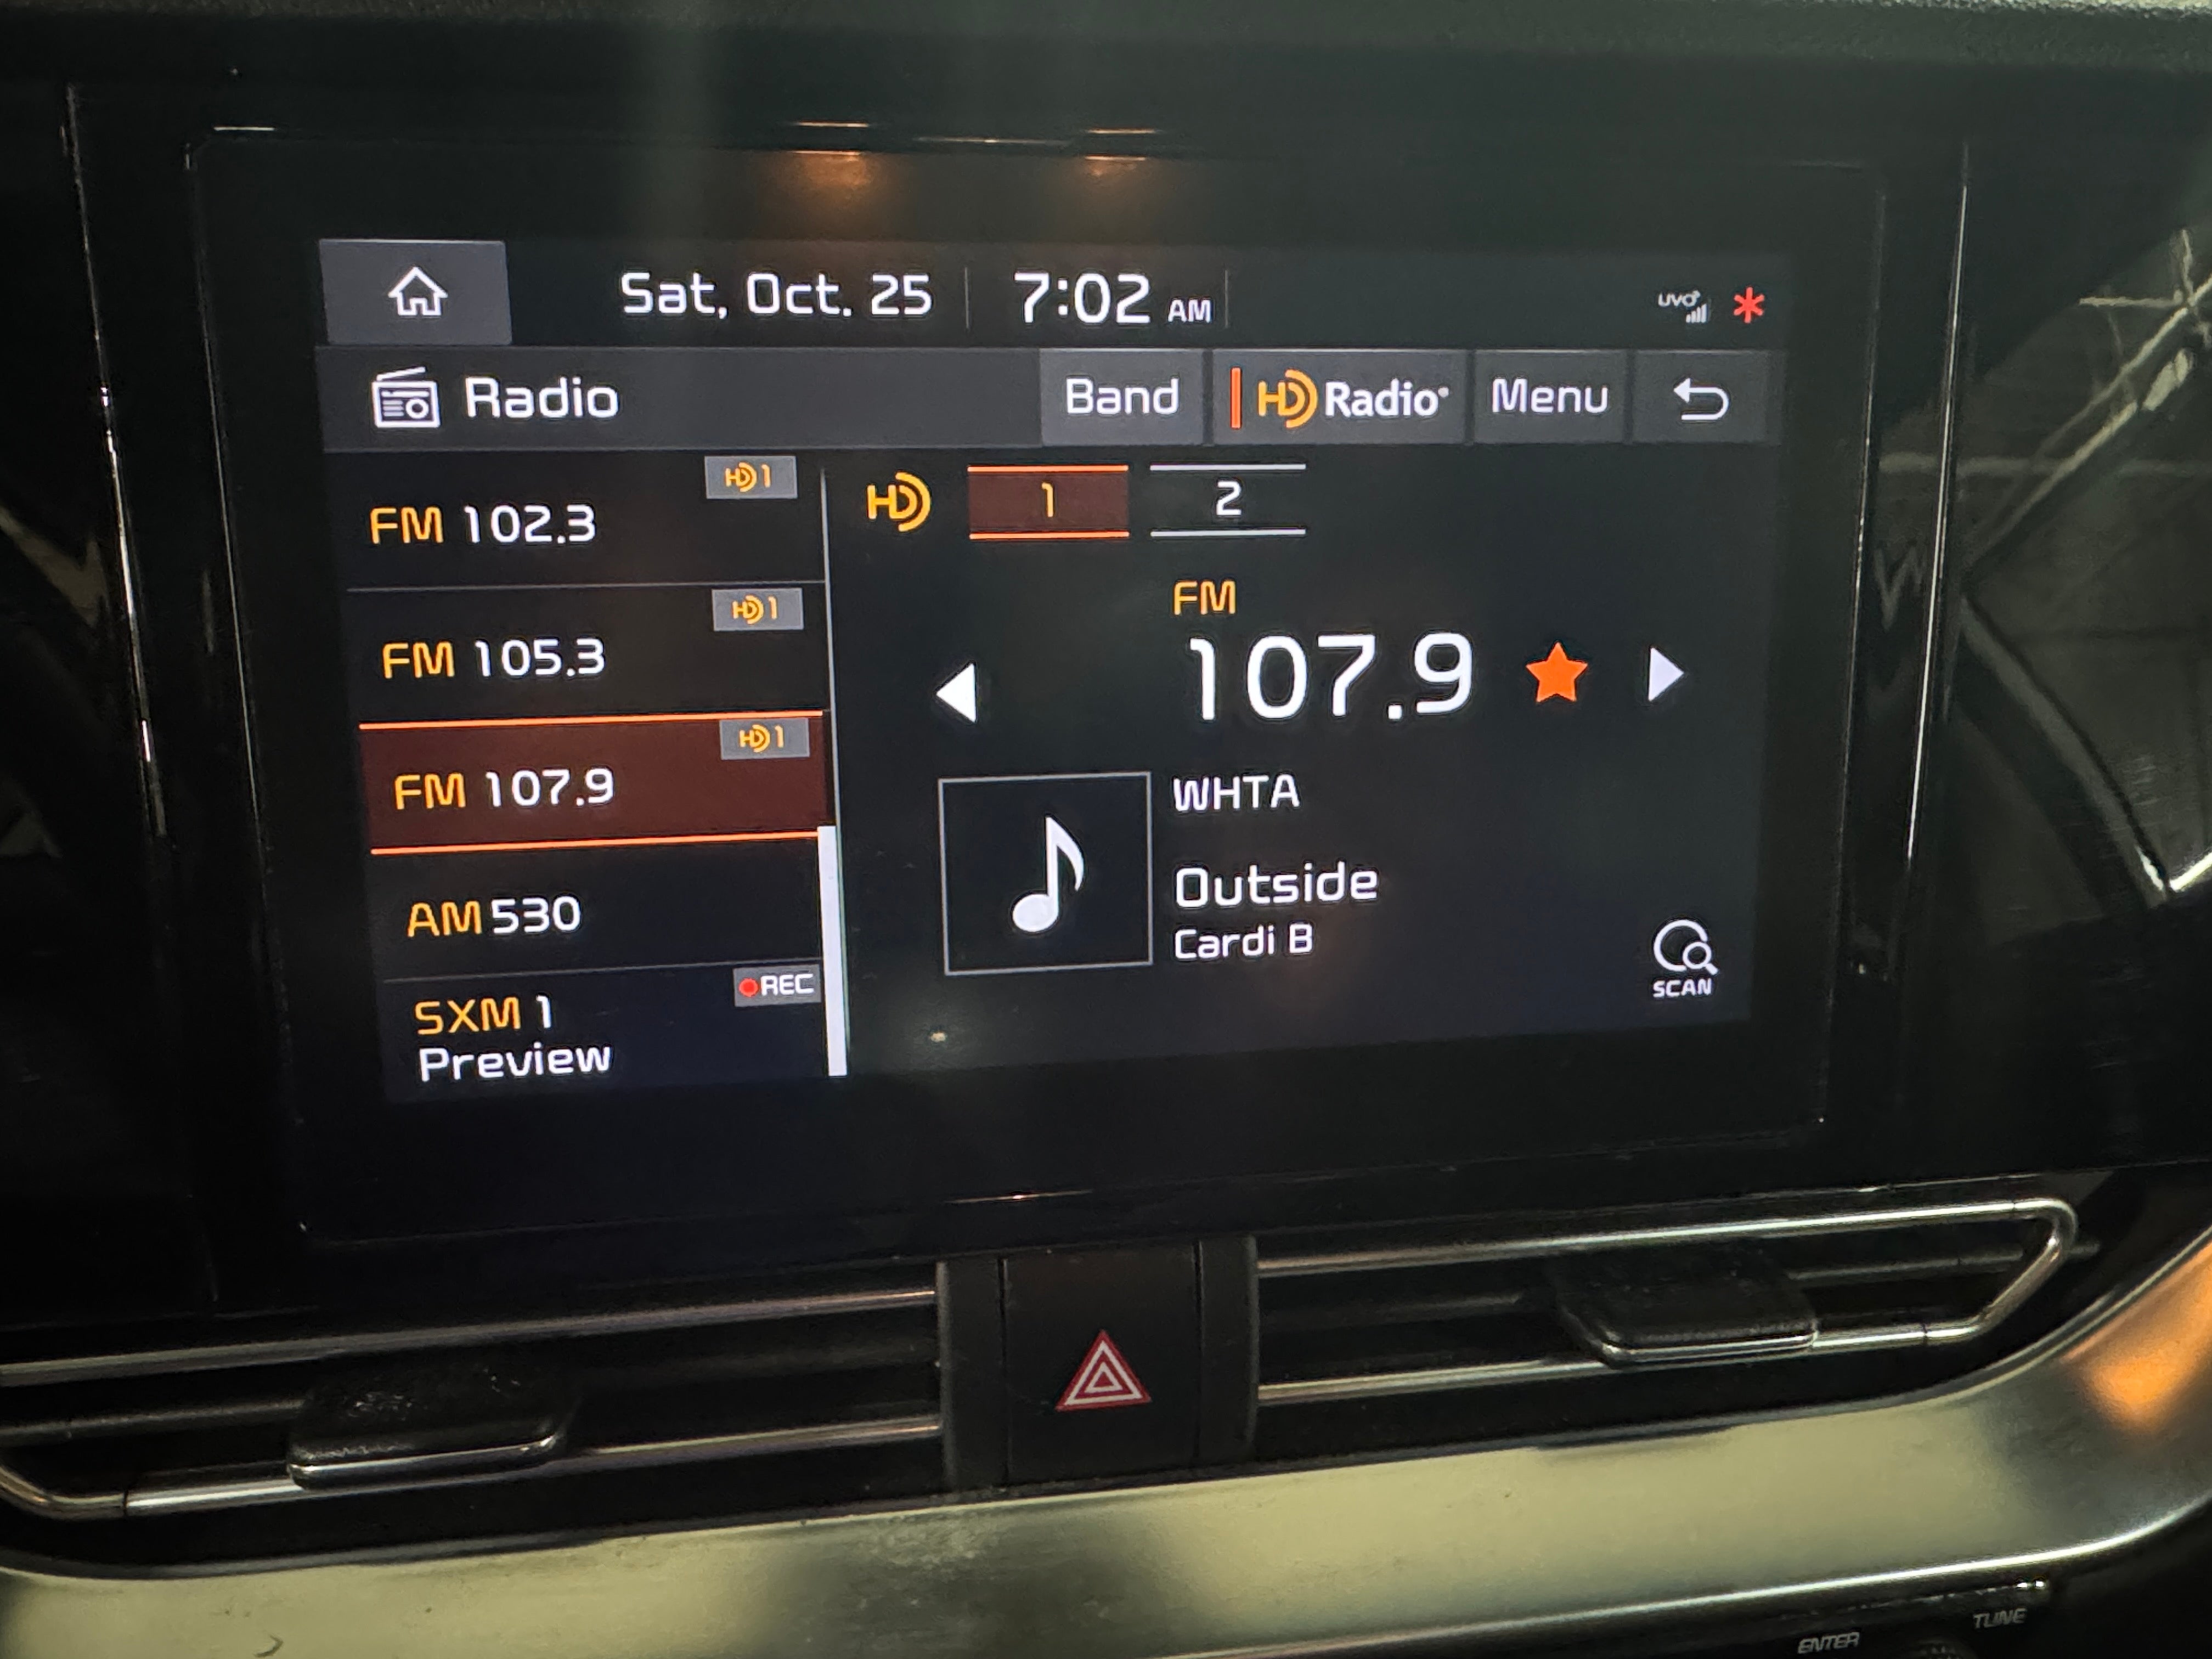 Sat, Oct. 25 7:02 AM UVO
Radio Band HD Radio Menu
HD1
FM 102.3
HD1
FM 105.3
HD1
FM 107.9
AM 530
REC
SXM 1
Preview
HD 1 2
FM
107.9
WHTA
Outside
Cardi B
SCAN
TUNE
ENTER